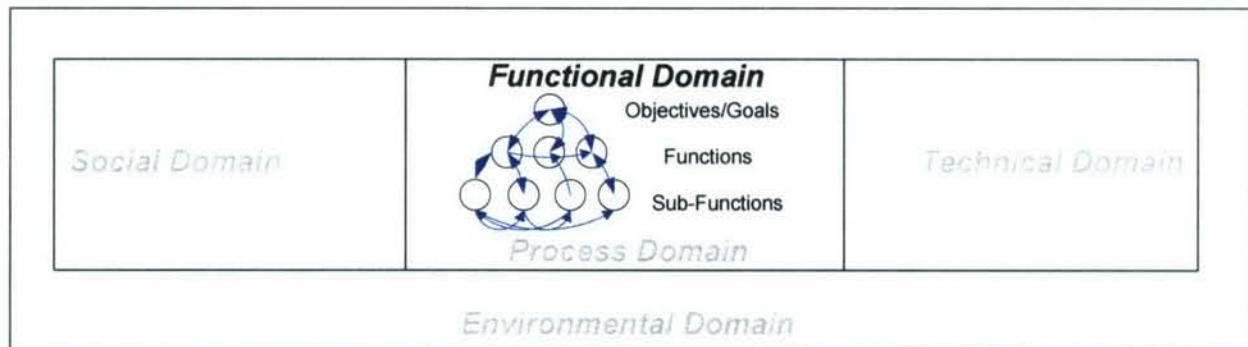 Functional Domain
Objectives/Goals
Social Domain
Functions
Technical Domain
Sub-Functions
Process Domain
Environmental Domain